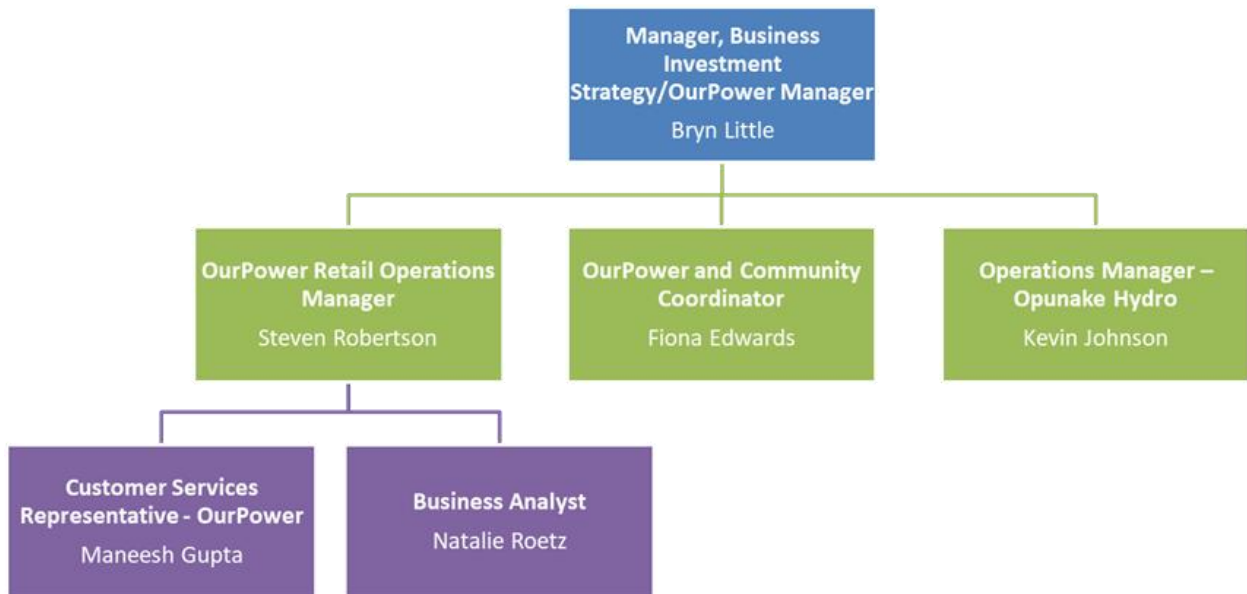 Manager, Business
Investment
Strategy/OurPower Manager
Bryn Little
OurPower Retail Operations
Manager
Steven Robertson
OurPower and Community
Coordinator
Fiona Edwards
Operations Manager –
Opunake Hydro
Kevin Johnson
Customer Services
Representative - OurPower
Maneesh Gupta
Business Analyst
Natalie Roetz